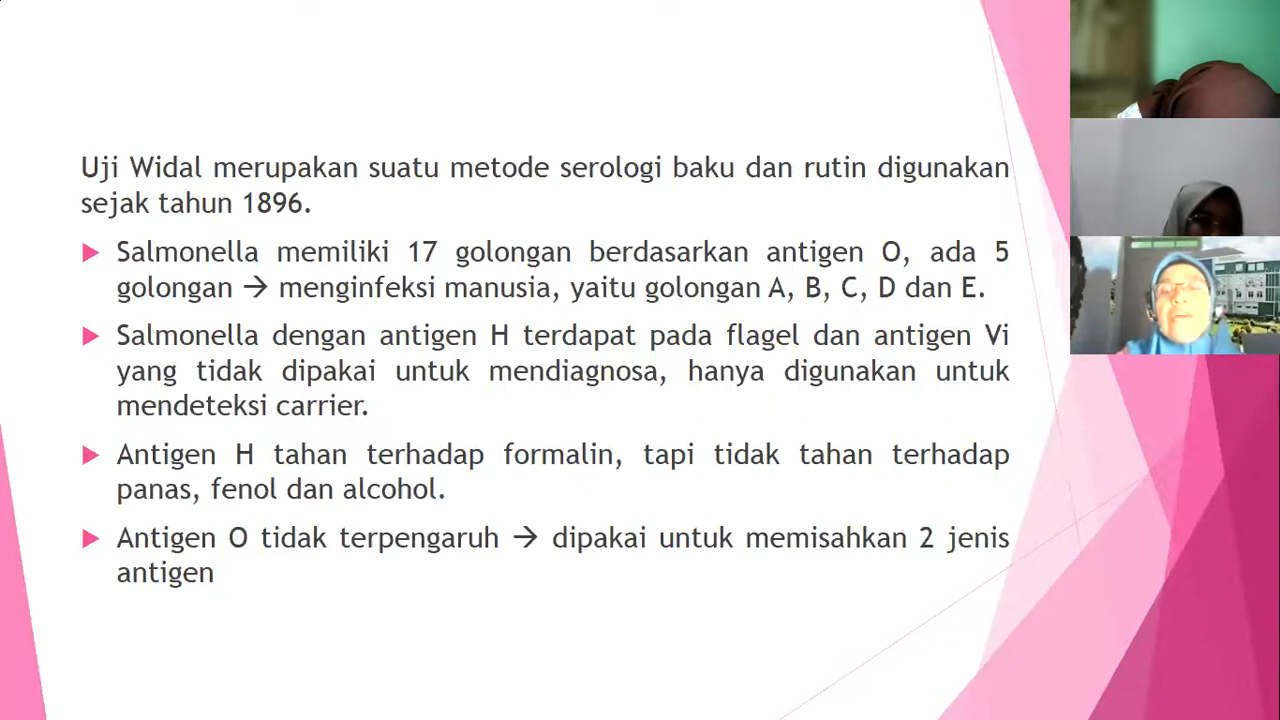 Uji Widal merupakan suatu metode serologi baku dan rutin digunakan
sejak tahun 1896.
Salmonella memiliki 17 golongan berdasarkan antigen O, ada 5
golongan → menginfeksi manusia, yaitu golongan A, B, C, D dan E.
Salmonella dengan antigen H terdapat pada flagel dan antigen Vi
yang tidak dipakai untuk mendiagnosa, hanya digunakan untuk
mendeteksi carrier.
Antigen H tahan terhadap formalin, tapi tidak tahan terhadap
panas, fenol dan alcohol.
Antigen O tidak terpengaruh → dipakai untuk memisahkan 2 jenis
antigen